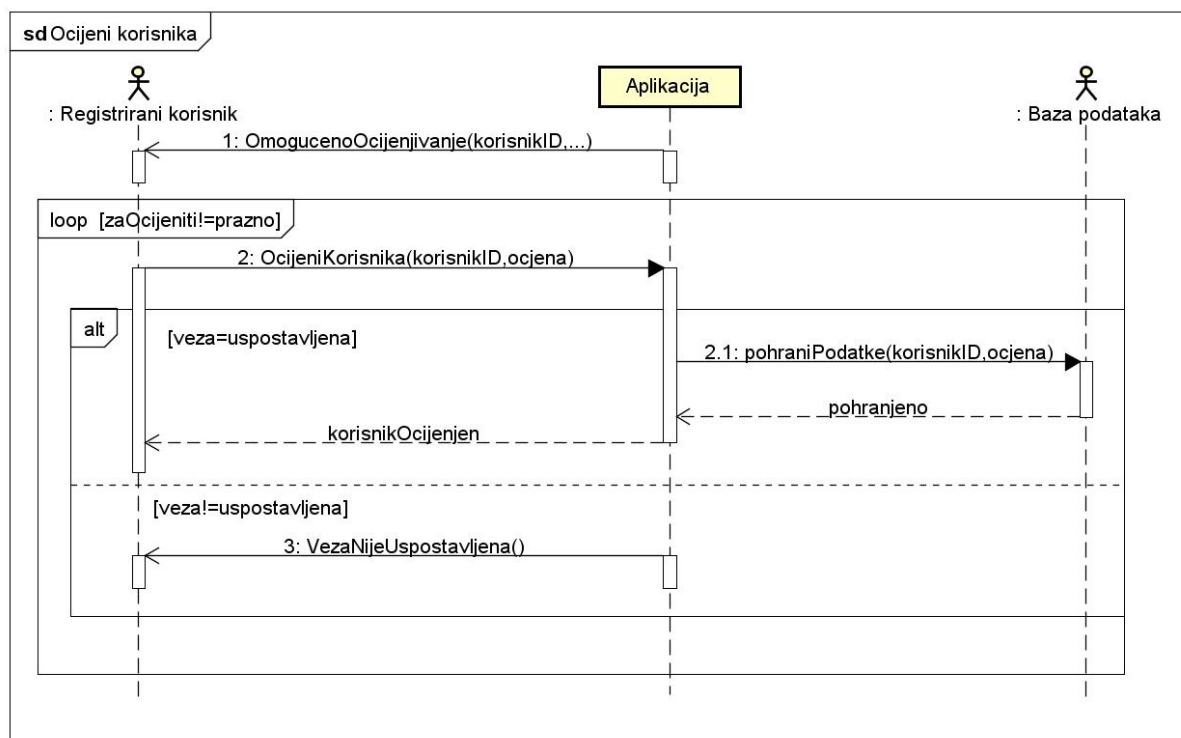 sd Ocijeni korisnika
: Registrirani korisnik
Aplikacija
: Baza podataka
1: OmogucenoOcijenjivanje(korisnikID,...)
loop [zaOcijeniti!=prazno]
2: OcijeniKorisnika(korisnikID,ocjena)
alt
[veza=uspostavljena]
2.1: pohraniPodatke(korisnikID,ocjena)
pohranjeno
korisnikOcijenjen
[veza!=uspostavljena]
3: VezaNijeUspostavljena()